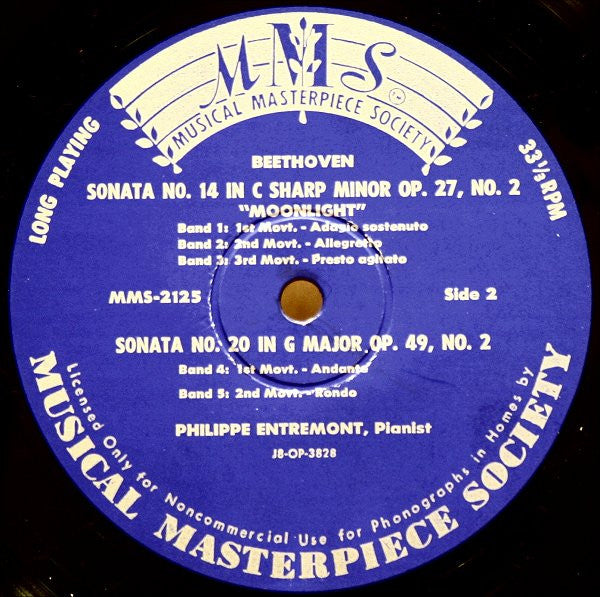 MMS
MUSICAL MASTERPIECE SOCIETY
LONG PLAYING
33 1/3 RPM
BEETHOVEN
SONATA NO. 14 IN C SHARP MINOR OP. 27, NO. 2
"MOONLIGHT"
Band 1: 1st Movt. - Adagio sostenuto
Band 2: 2nd Movt. - Allegretto
Band 3: 3rd Movt. - Presto agitato
MMS-2125
Side 2
SONATA NO. 20 IN G MAJOR, OP. 49, NO. 2
Band 4: 1st Movt. - Andante
Band 5: 2nd Movt. - Rondo
PHILIPPE ENTREMONT, Pianist
J8-OP-3828
Licensed Only for Noncommercial Use for Phonographs in Homes by
MUSICAL MASTERPIECE SOCIETY